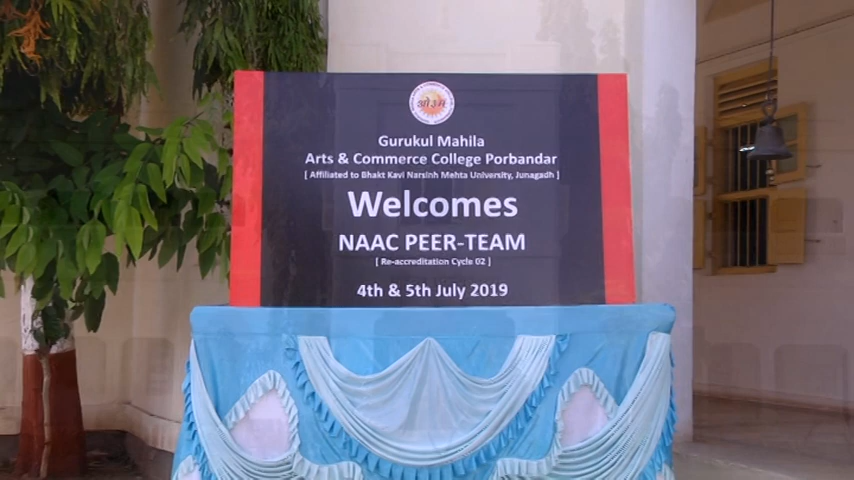 ओ३म्
Gurukul Mahila
Arts & Commerce College Porbandar
[ Affiliated to Bhakt Kavi Narsinh Mehta University, Junagadh ]
Welcomes
NAAC PEER-TEAM
[ Re-accreditation Cycle 02 ]
4th & 5th July 2019